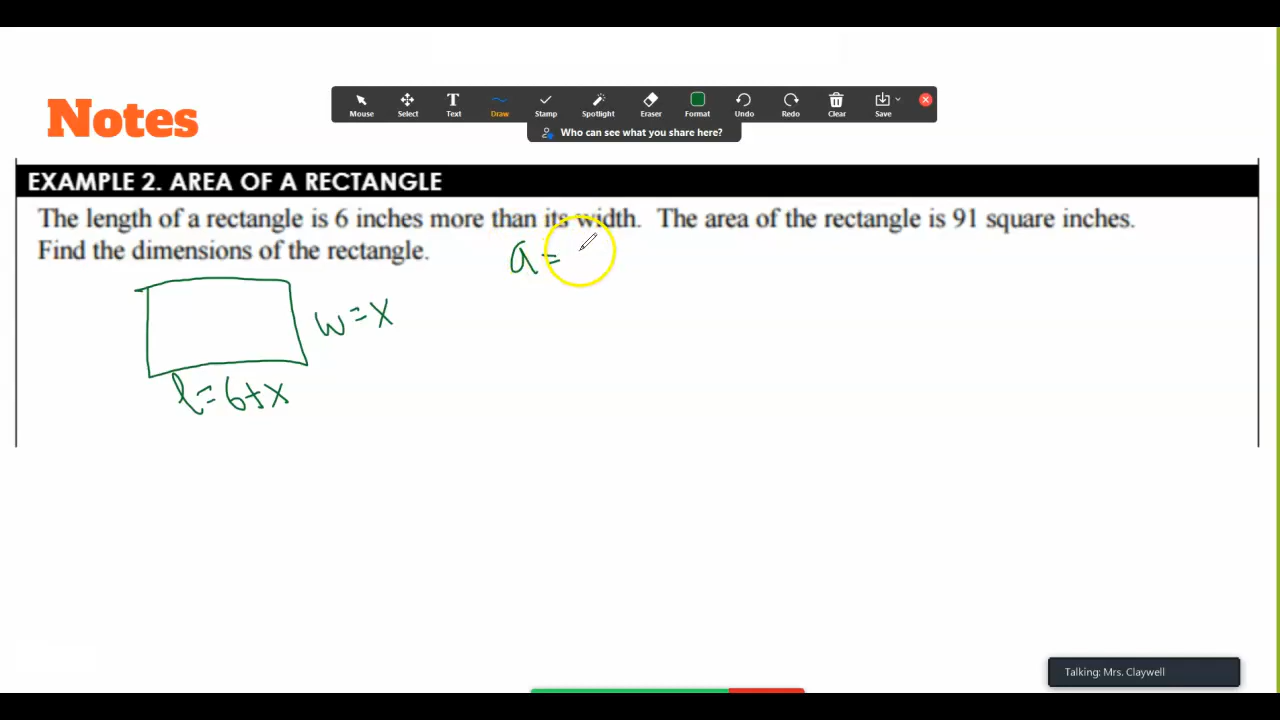 Notes
Mouse Select Text Draw Stamp Spotlight Eraser Format Undo Redo Clear Save
Who can see what you share here?
EXAMPLE 2. AREA OF A RECTANGLE
The length of a rectangle is 6 inches more than its width. The area of the rectangle is 91 square inches.
Find the dimensions of the rectangle.
a =
w = x
l = 6 + x
Talking: Mrs. Claywell